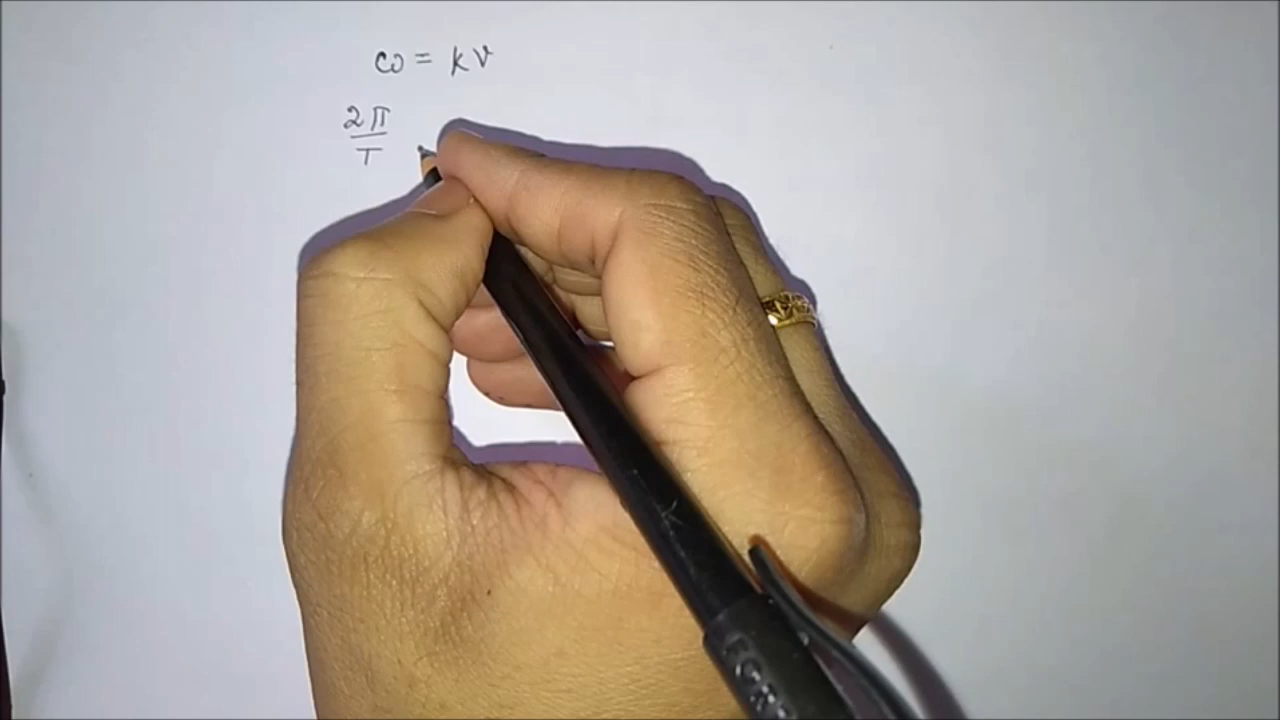 ω = kv
2π
T